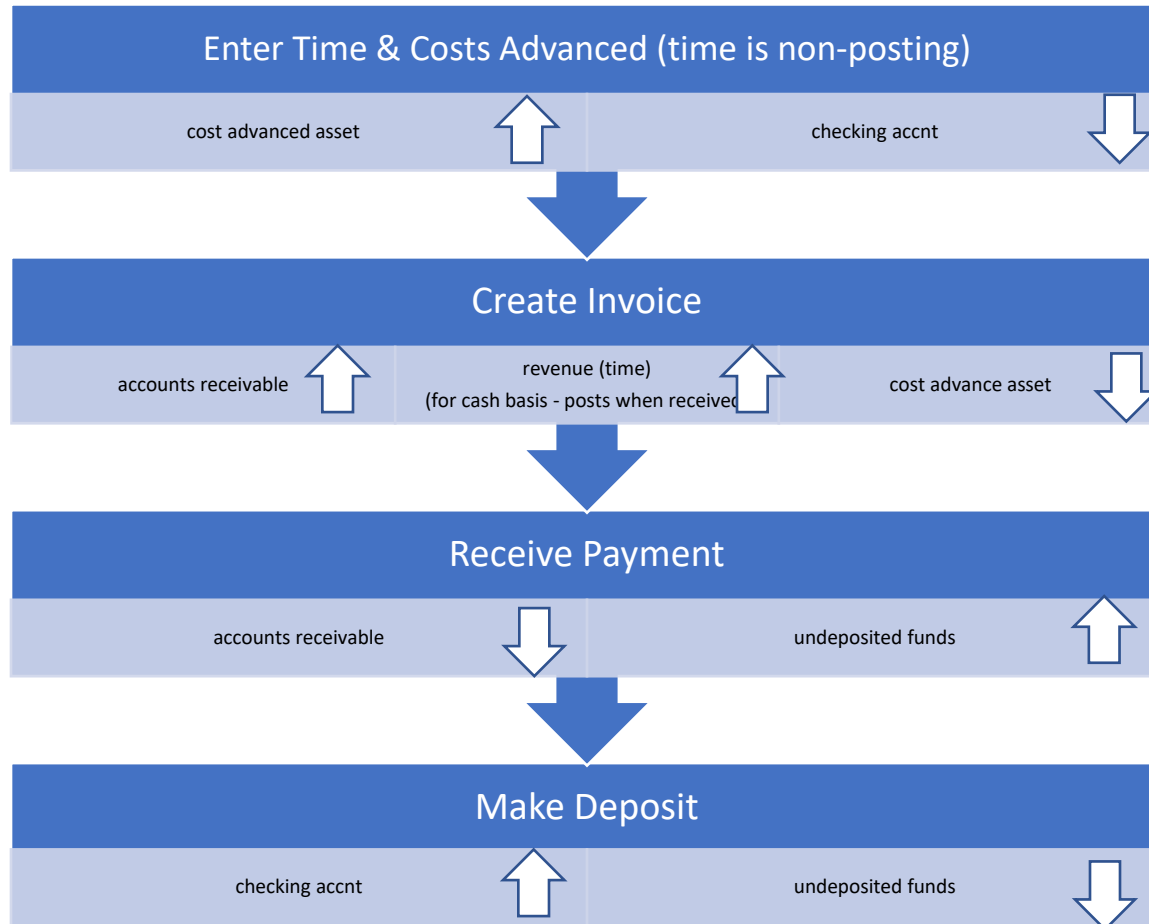 Enter Time & Costs Advanced (time is non-posting)
cost advanced asset
checking accnt
Create Invoice
accounts receivable
revenue (time)
(for cash basis - posts when received
cost advance asset
Receive Payment
accounts receivable
undeposited funds
Make Deposit
checking accnt
undeposited funds